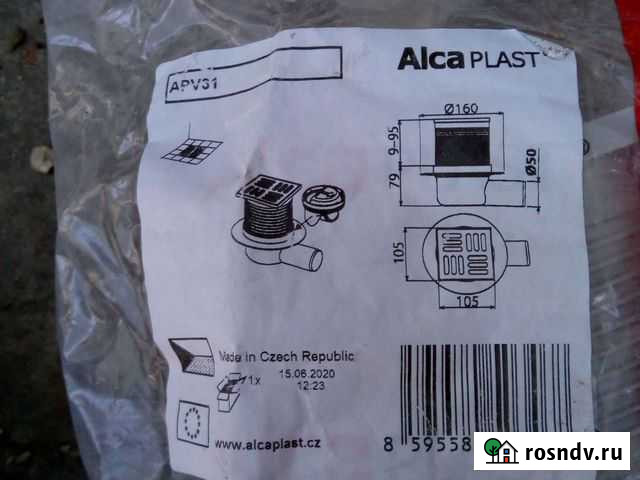 Alca PLAST
APV31
Ø160
9-95
79
Ø50
105
105
Made in Czech Republic
15.06.2020
12:23
1x
www.alcaplast.cz
8 59558
rosndv.ru